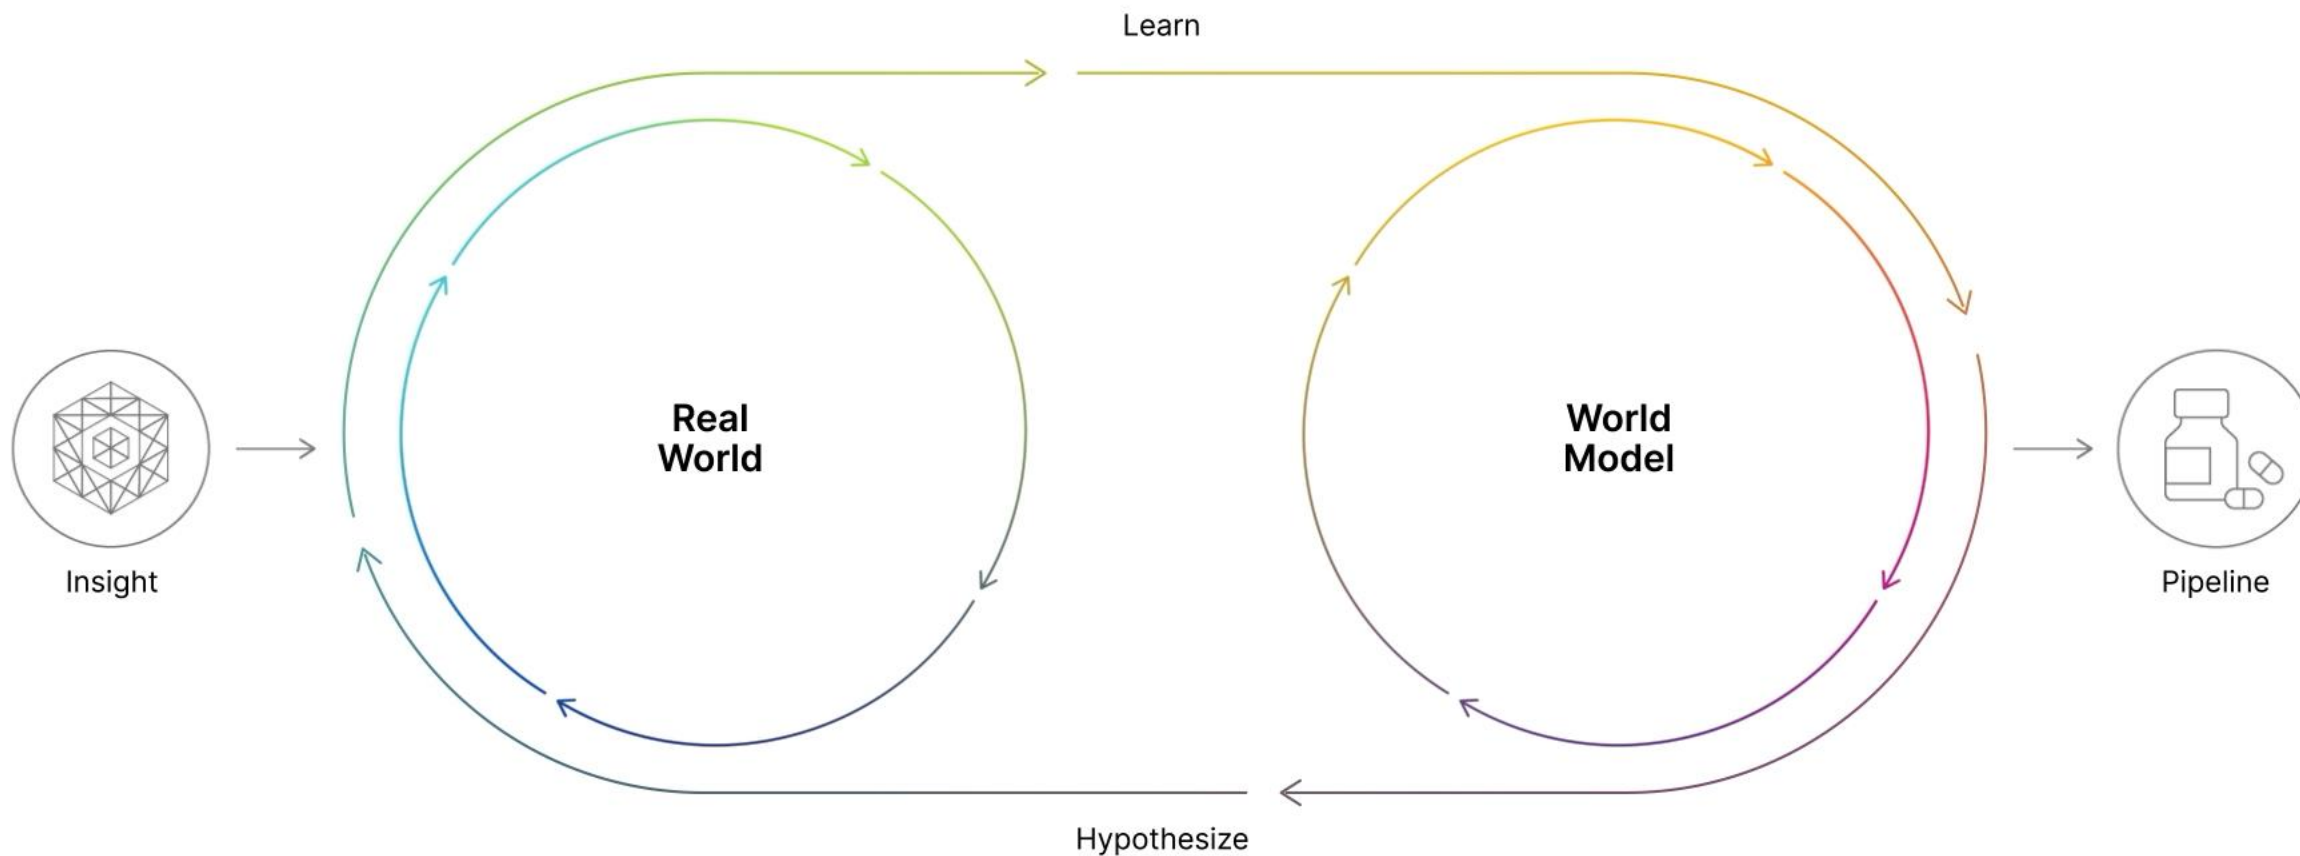 Learn
Real
World
World
Model
Insight
Pipeline
Hypothesize